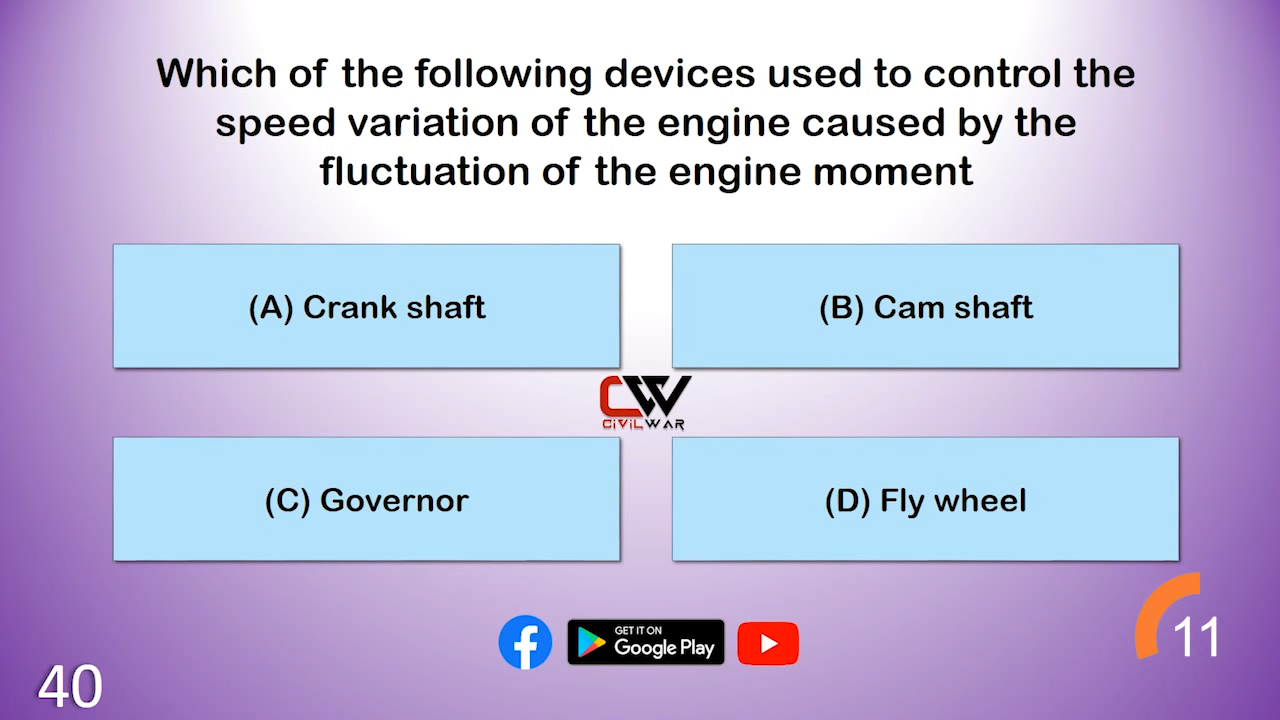 Which of the following devices used to control the
speed variation of the engine caused by the
fluctuation of the engine moment
(A) Crank shaft
(B) Cam shaft
CW
CiViLWAR
(C) Governor
(D) Fly wheel
GET IT ON
Google Play
11
40